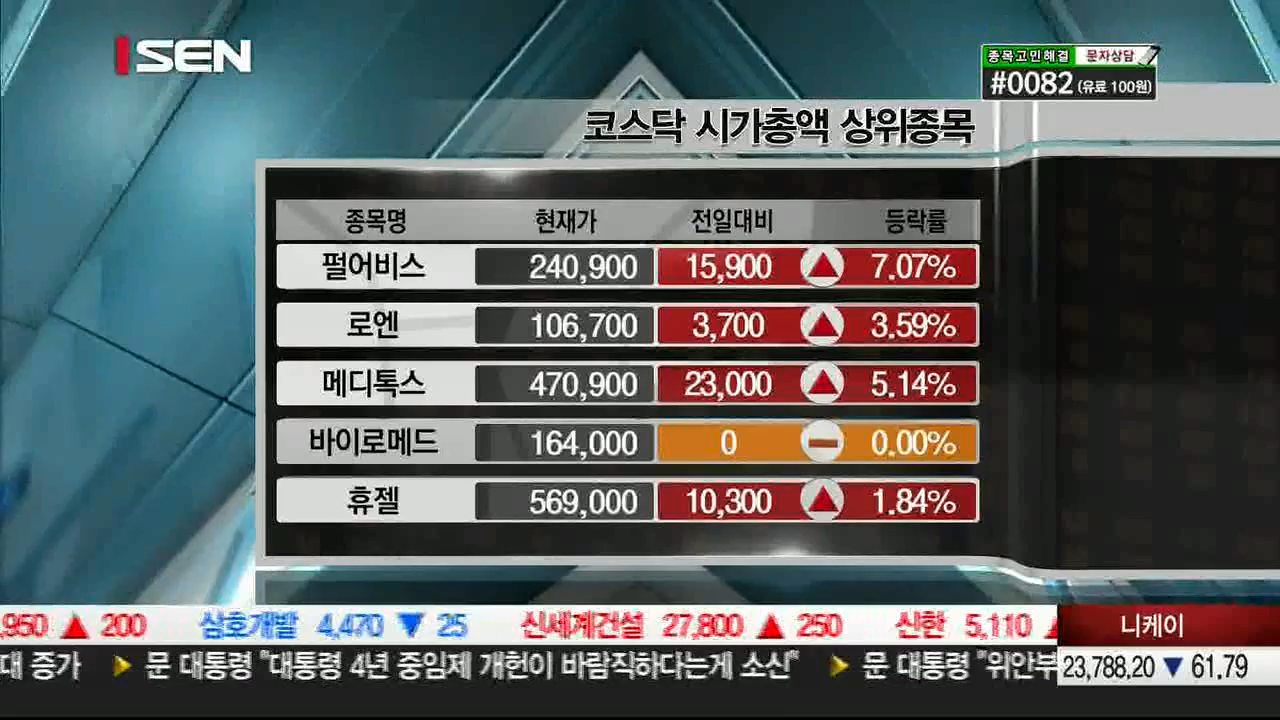 SEN
종목고민해결 문자상담
#0082 (유료 100원)
코스닥 시가총액 상위종목
종목명 현재가 전일대비 등락률
펄어비스 240,900 15,900 ▲ 7.07%
로엔 106,700 3,700 ▲ 3.59%
메디톡스 470,900 23,000 ▲ 5.14%
바이로메드 164,000 0 - 0.00%
휴젤 569,000 10,300 ▲ 1.84%
,950 ▲ 200 삼호개발 4,470 ▼ 25 신세계건설 27,800 ▲ 250 신한 5,110 ▲
니케이
대 증가 ▶ 문 대통령 "대통령 4년 중임제 개헌이 바람직하다는게 소신" ▶ 문 대통령 "위안부
23,788.20 ▼ 61.79